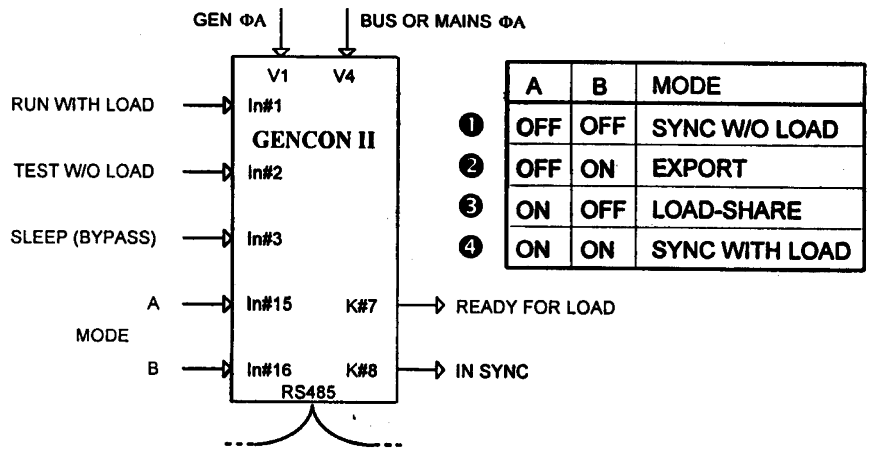 GEN ΦA
BUS OR MAINS ΦA
V1 V4
RUN WITH LOAD In#1
GENCON II
TEST W/O LOAD In#2
SLEEP (BYPASS) In#3
A In#15 K#7 READY FOR LOAD
MODE
B In#16 K#8 IN SYNC
RS485
A B MODE
❶ OFF OFF SYNC W/O LOAD
❷ OFF ON EXPORT
❸ ON OFF LOAD-SHARE
❹ ON ON SYNC WITH LOAD